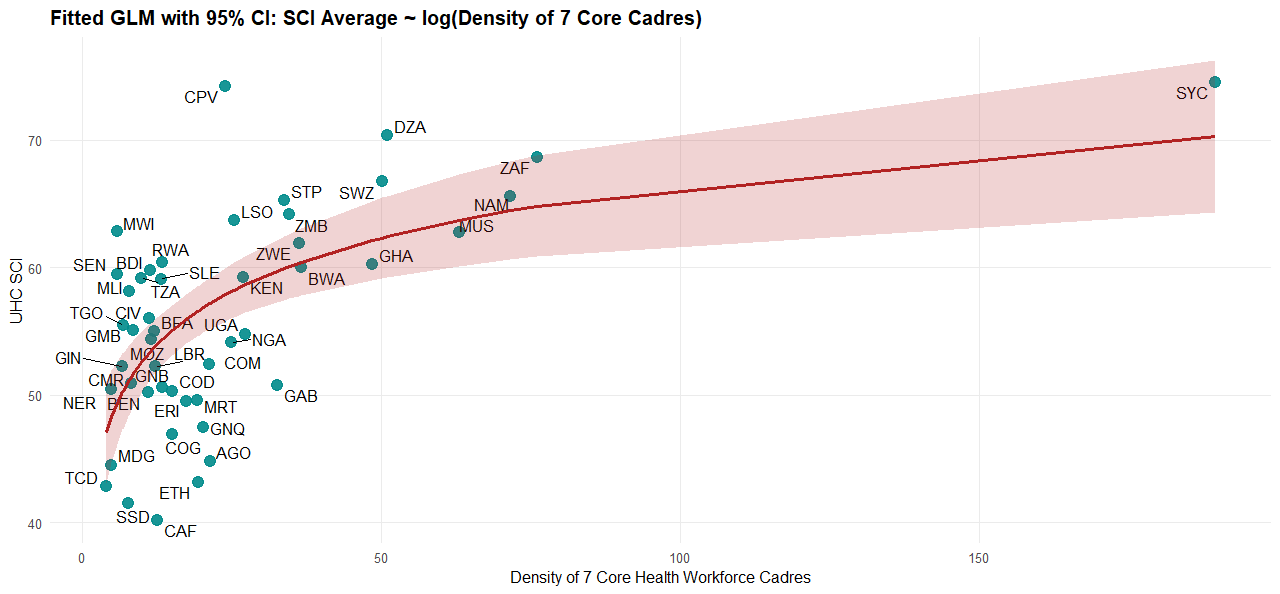 Fitted GLM with 95% CI: SCI Average ~ log(Density of 7 Core Cadres)
UHC SCI
70
60
50
40
CPV
DZA
SYC
ZAF
SWZ
STP
NAM
LSO
ZMB
MUS
MWI
ZWE
GHA
RWA
SEN
BDI
SLE
KEN
BWA
MLI
TZA
TGO
CIV
BFA
UGA
GMB
NGA
GIN
MOZ
LBR
COM
CMR
GNB
COD
GAB
NER
BEN
ERI
MRT
GNQ
COG
AGO
MDG
TCD
ETH
SSD
CAF
0
50
100
150
Density of 7 Core Health Workforce Cadres